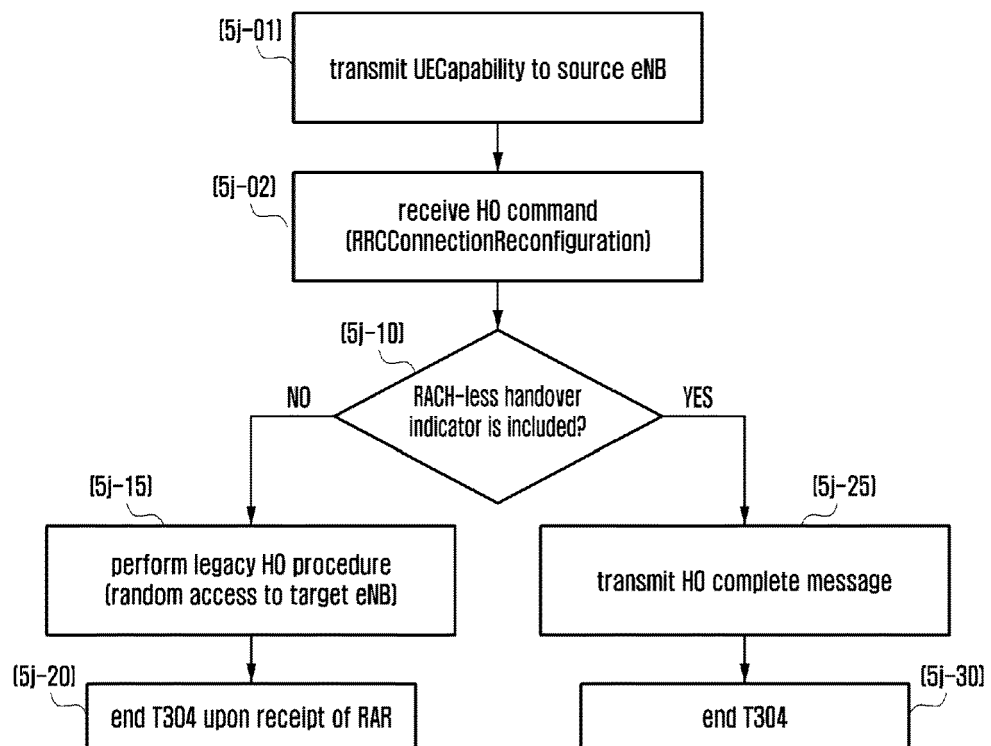 (5j-01)
transmit UECapability to source eNB
(5j-02)
receive HO command
(RRCConnectionReconfiguration)
(5j-10)
RACH-less handover
indicator is included?
NO
YES
(5j-15)
perform legacy HO procedure
(random access to target eNB)
(5j-25)
transmit HO complete message
(5j-20)
end T304 upon receipt of RAR
(5j-30)
end T304